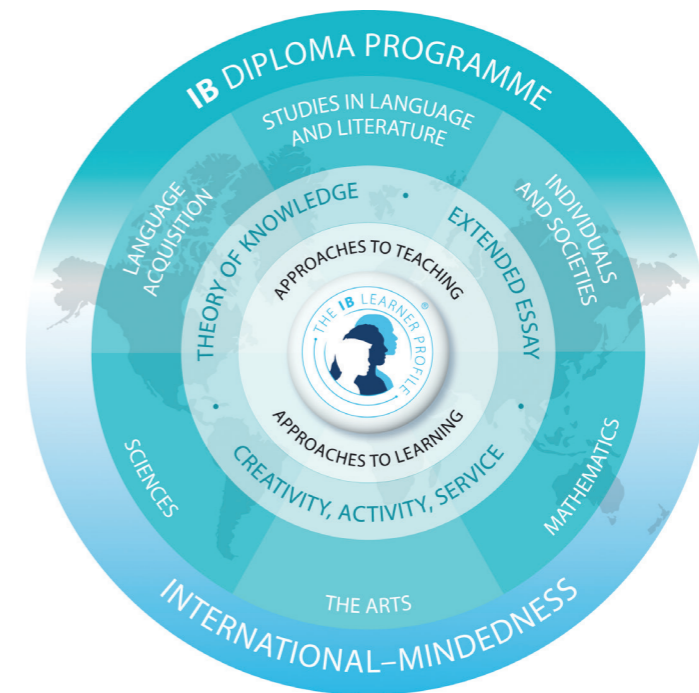 IB DIPLOMA PROGRAMME
STUDIES IN LANGUAGE
AND LITERATURE
LANGUAGE
ACQUISITION
INDIVIDUALS
AND SOCIETIES
THEORY OF KNOWLEDGE
•
EXTENDED ESSAY
APPROACHES TO TEACHING
THE IB LEARNER PROFILE®
APPROACHES TO LEARNING
•
•
CREATIVITY, ACTIVITY, SERVICE
SCIENCES
MATHEMATICS
THE ARTS
INTERNATIONAL–MINDEDNESS